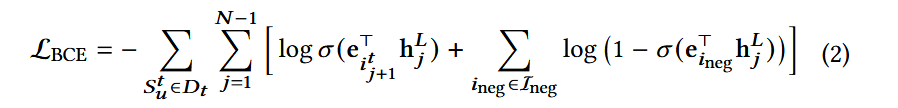 $$\mathcal{L}_{\text{BCE}} = - \sum_{S_u^t \in D_t} \sum_{j=1}^{N-1} \left[ \log \sigma(\mathbf{e}_{i_{j+1}^t}^\top \mathbf{h}_j^L) + \sum_{i_{\text{neg}} \in \mathcal{I}_{\text{neg}}} \log \left(1 - \sigma(\mathbf{e}_{i_{\text{neg}}}^\top \mathbf{h}_j^L)\right) \right] \quad (2)$$